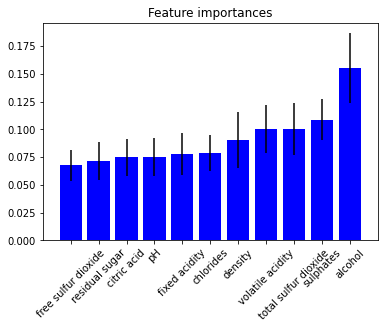 Feature importances
0.175
0.150
0.125
0.100
0.075
0.050
0.025
0.000
free sulfur dioxide
residual sugar
citric acid
pH
fixed acidity
chlorides
density
volatile acidity
total sulfur dioxide
sulphates
alcohol